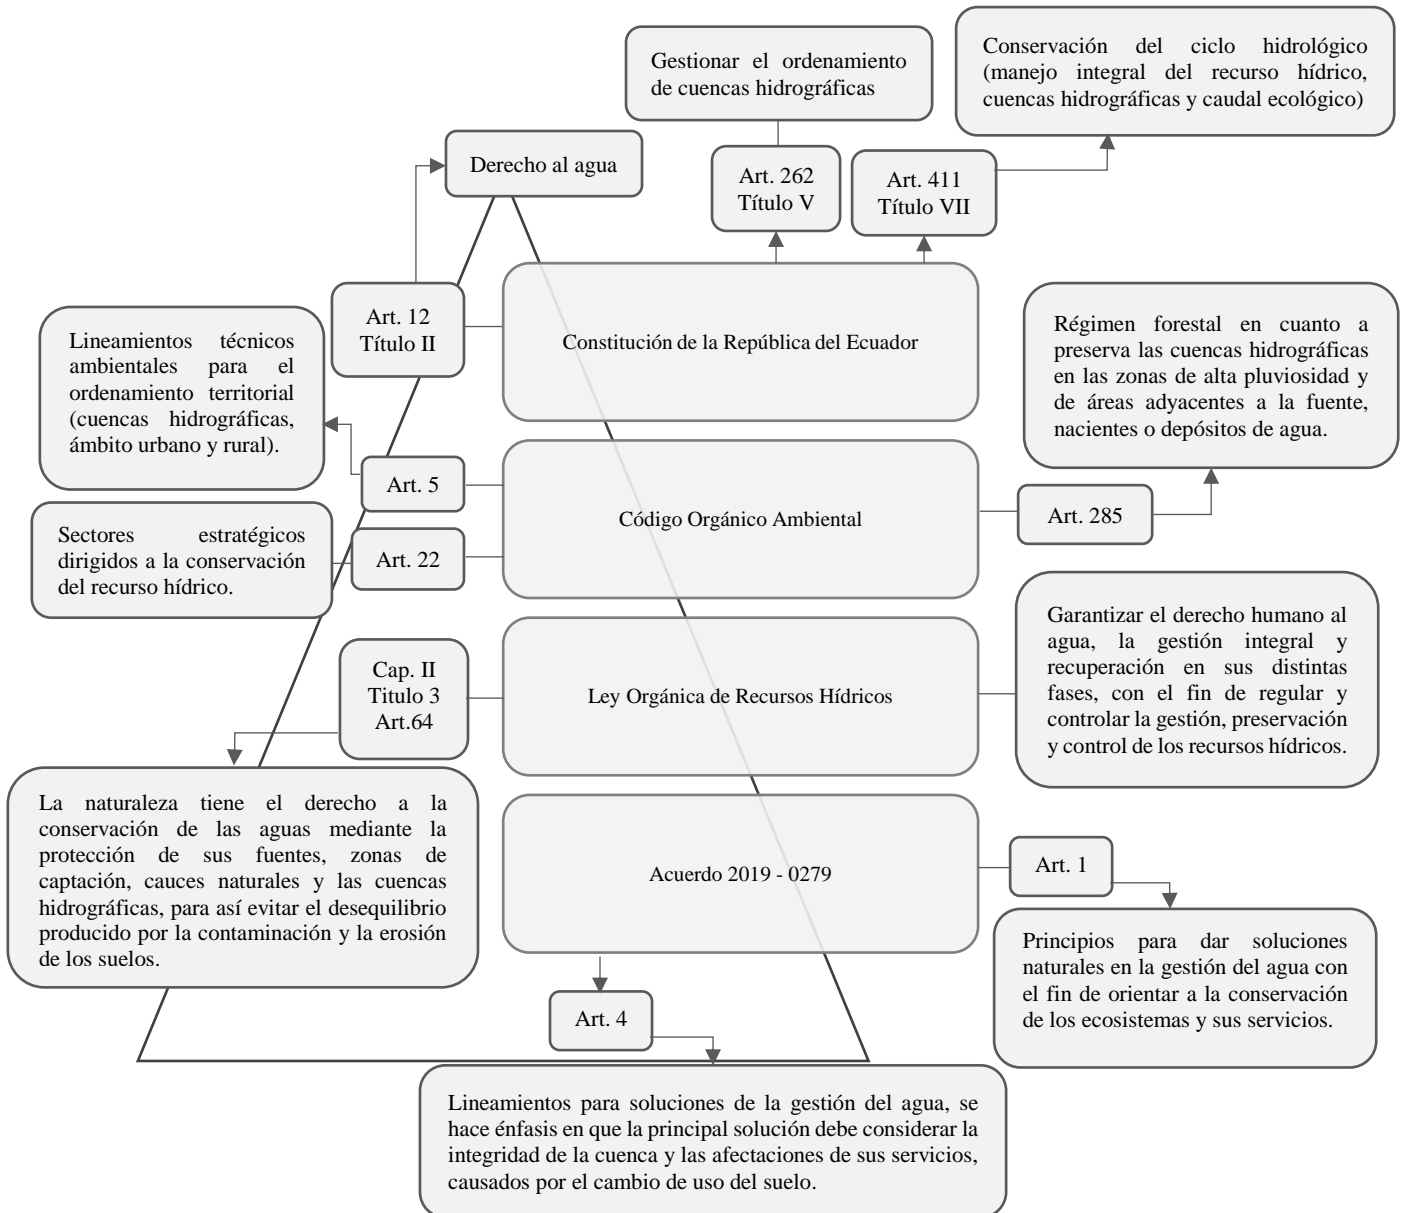 Gestionar el ordenamiento
de cuencas hidrográficas
Conservación del ciclo hidrológico
(manejo integral del recurso hídrico,
cuencas hidrográficas y caudal ecológico)
Derecho al agua
Art. 262
Título V
Art. 411
Título VII
Art. 12
Título II
Constitución de la República del Ecuador
Lineamientos técnicos
ambientales para el
ordenamiento territorial
(cuencas hidrográficas,
ámbito urbano y rural).
Régimen forestal en cuanto a
preserva las cuencas hidrográficas
en las zonas de alta pluviosidad y
de áreas adyacentes a la fuente,
nacientes o depósitos de agua.
Art. 5
Código Orgánico Ambiental
Art. 285
Sectores estratégicos
dirigidos a la conservación
del recurso hídrico.
Art. 22
Cap. II
Titulo 3
Art.64
Ley Orgánica de Recursos Hídricos
Garantizar el derecho humano al
agua, la gestión integral y
recuperación en sus distintas
fases, con el fin de regular y
controlar la gestión, preservación
y control de los recursos hídricos.
La naturaleza tiene el derecho a la
conservación de las aguas mediante la
protección de sus fuentes, zonas de
captación, cauces naturales y las cuencas
hidrográficas, para así evitar el desequilibrio
producido por la contaminación y la erosión
de los suelos.
Acuerdo 2019 - 0279
Art. 1
Principios para dar soluciones
naturales en la gestión del agua con
el fin de orientar a la conservación
de los ecosistemas y sus servicios.
Art. 4
Lineamientos para soluciones de la gestión del agua, se
hace énfasis en que la principal solución debe considerar la
integridad de la cuenca y las afectaciones de sus servicios,
causados por el cambio de uso del suelo.